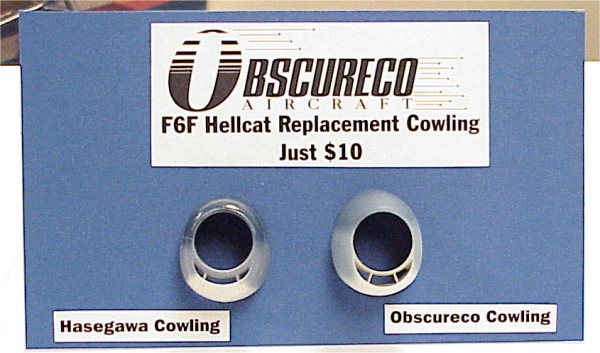 OBSCURECO
AIRCRAFT
F6F Hellcat Replacement Cowling
Just $10
Hasegawa Cowling
Obscureco Cowling